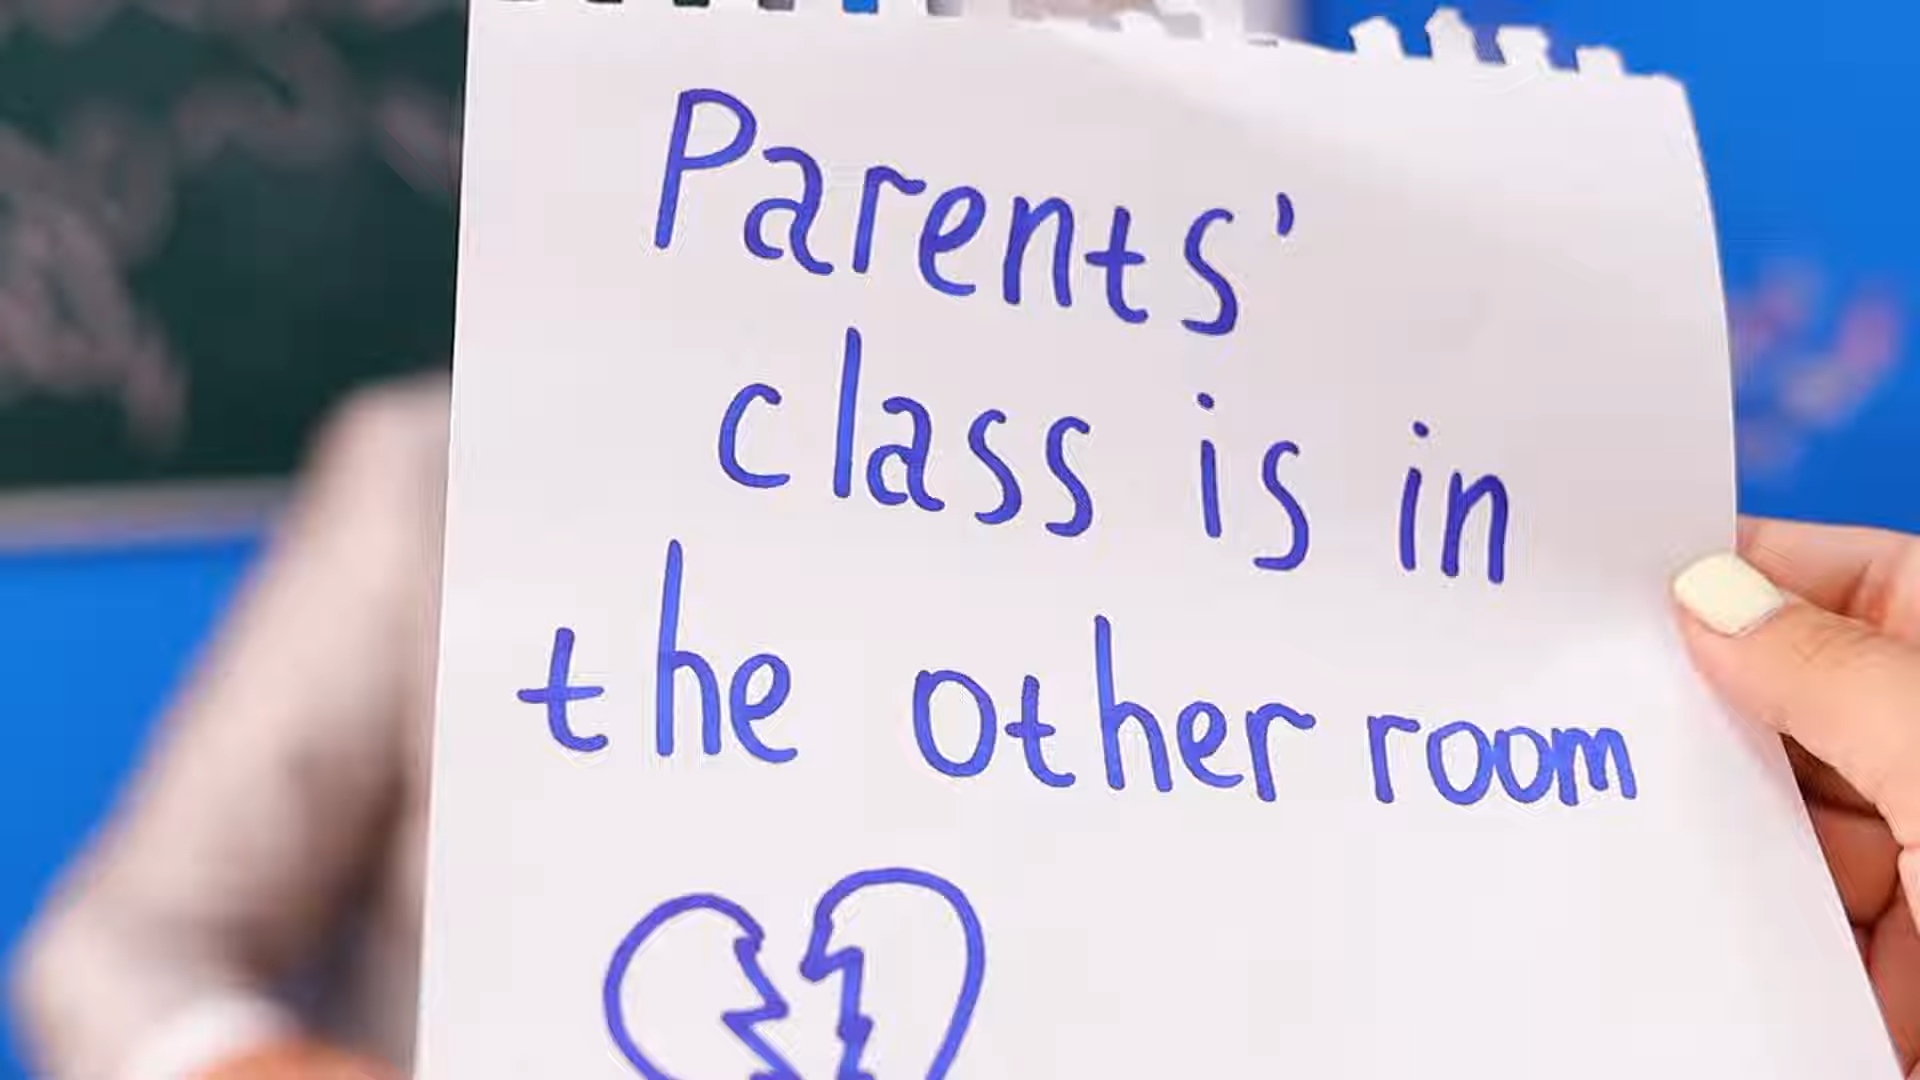 Parents'
class is in
the other room